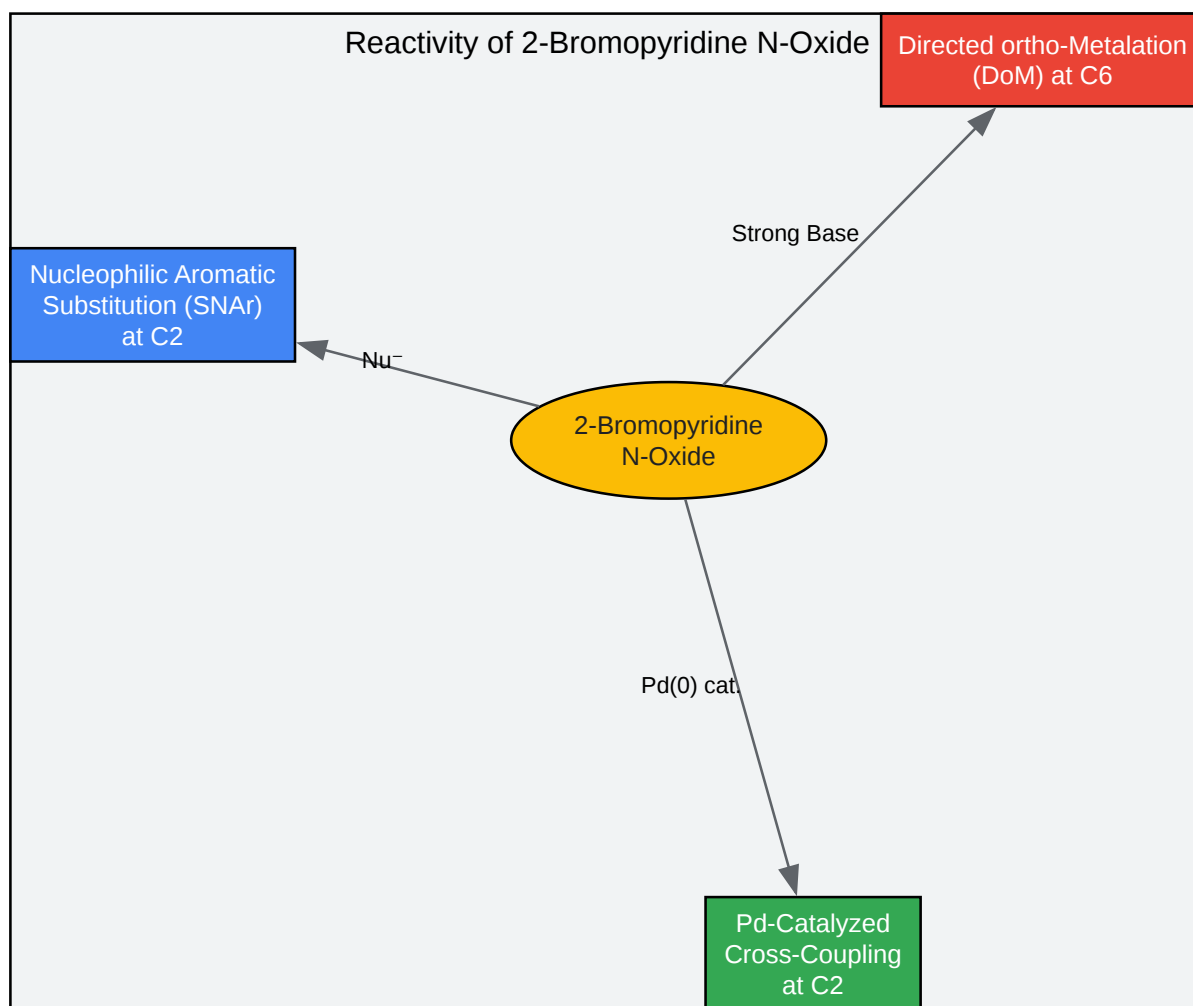 Reactivity of 2-Bromopyridine N-Oxide
Directed ortho-Metalation
(DoM) at C6
Strong Base
Nucleophilic Aromatic
Substitution (SNAr)
at C2
Nu⁻
2-Bromopyridine
N-Oxide
Pd(0) cat.
Pd-Catalyzed
Cross-Coupling
at C2